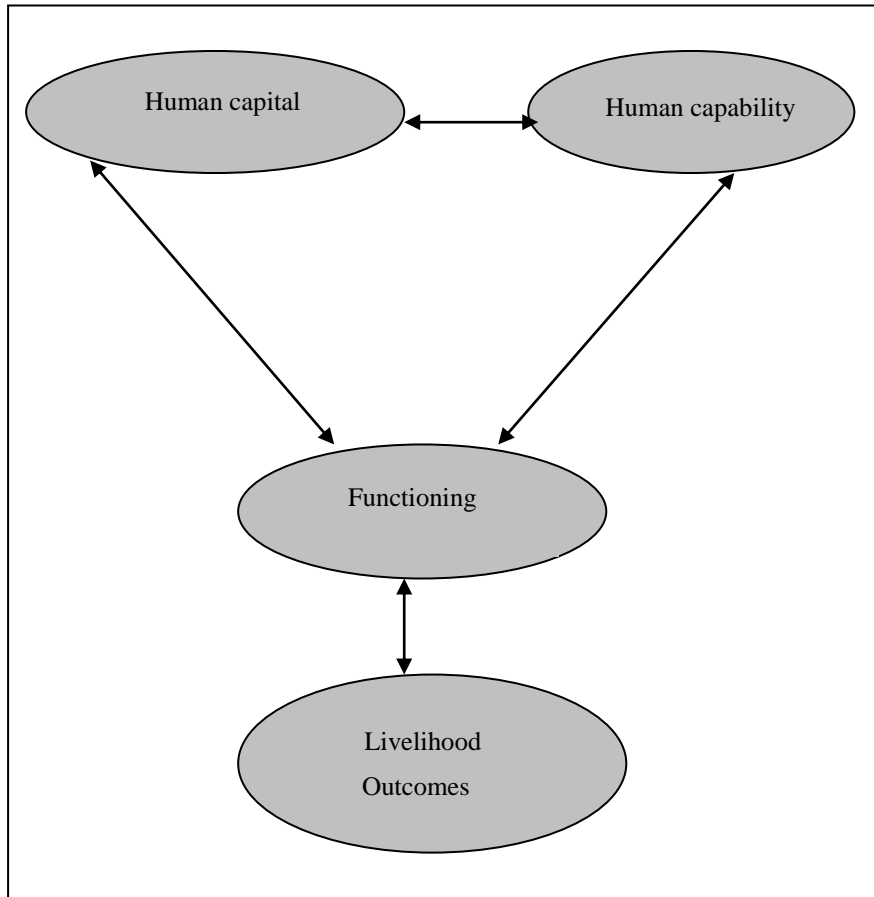 Human capital
Human capability
Functioning
Livelihood
Outcomes